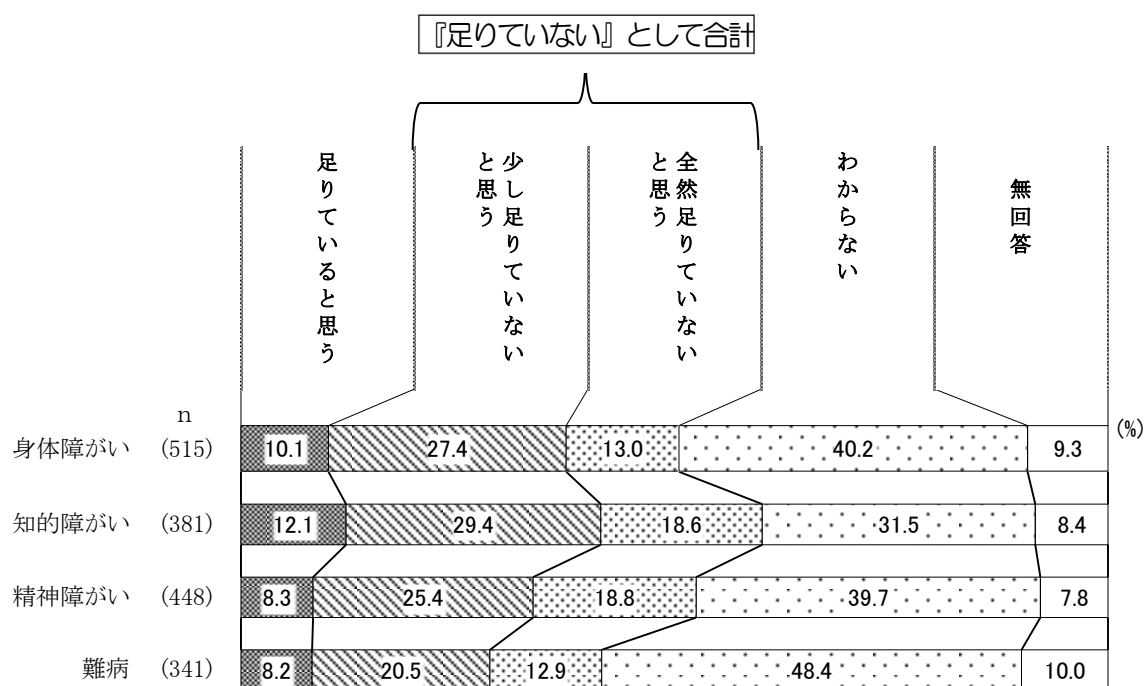 『足りていない』として合計
足りていると思う
少し足りていない
と思う
全然足りていない
と思う
わからない
無回答
n
(%)
身体障がい (515) 10.1 27.4 13.0 40.2 9.3
知的障がい (381) 12.1 29.4 18.6 31.5 8.4
精神障がい (448) 8.3 25.4 18.8 39.7 7.8
難病 (341) 8.2 20.5 12.9 48.4 10.0